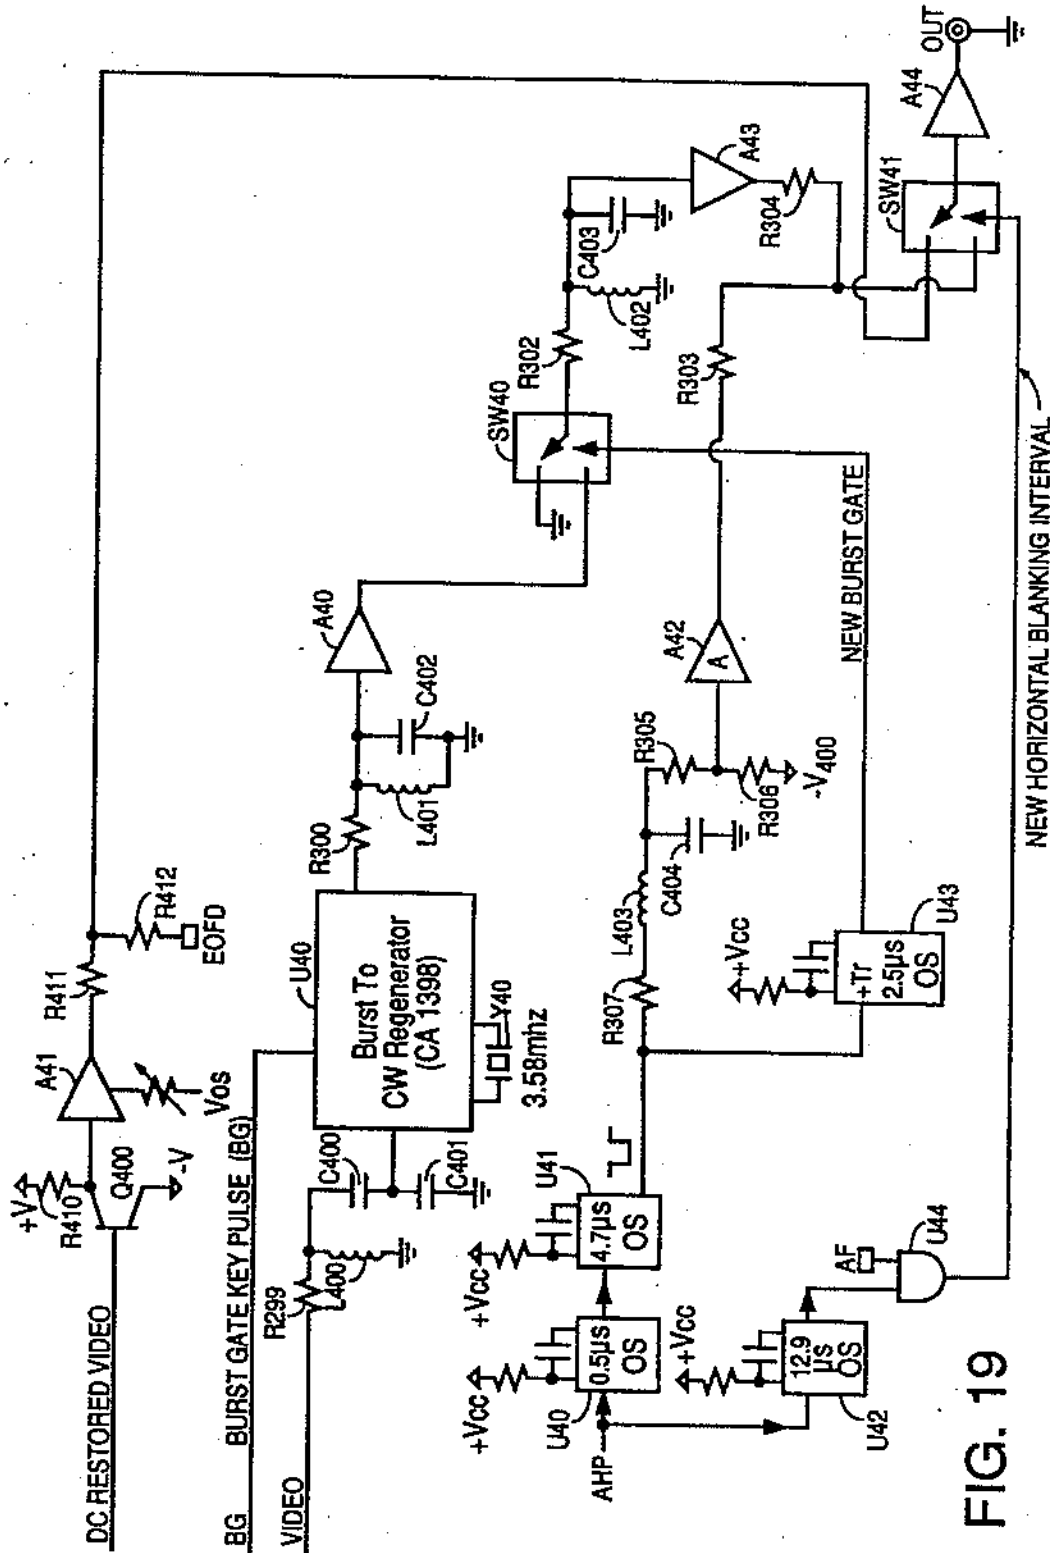 DC RESTORED VIDEO
+V
R410
Q400
-V
A41
Vos
R411
R412
EOFD
BG BURST GATE KEY PULSE (BG)
VIDEO
R299
L400
C400
C401
U40
Burst To
CW Regenerator
(CA 1398)
Y40
3.58mhz
R300
L401
C402
A40
SW40
R302
L402
C403
A43
R304
AHP
U40
+Vcc
0.5µs
OS
+Vcc
U41
4.7µs
OS
R307
L403
C404
R305
R306
-V400
A42
A
R303
+Vcc
U42
12.9
µs
OS
AF
U44
+Vcc
+Tr
2.5µs
OS
U43
NEW BURST GATE
SW41
A44
OUT
NEW HORIZONTAL BLANKING INTERVAL
FIG. 19